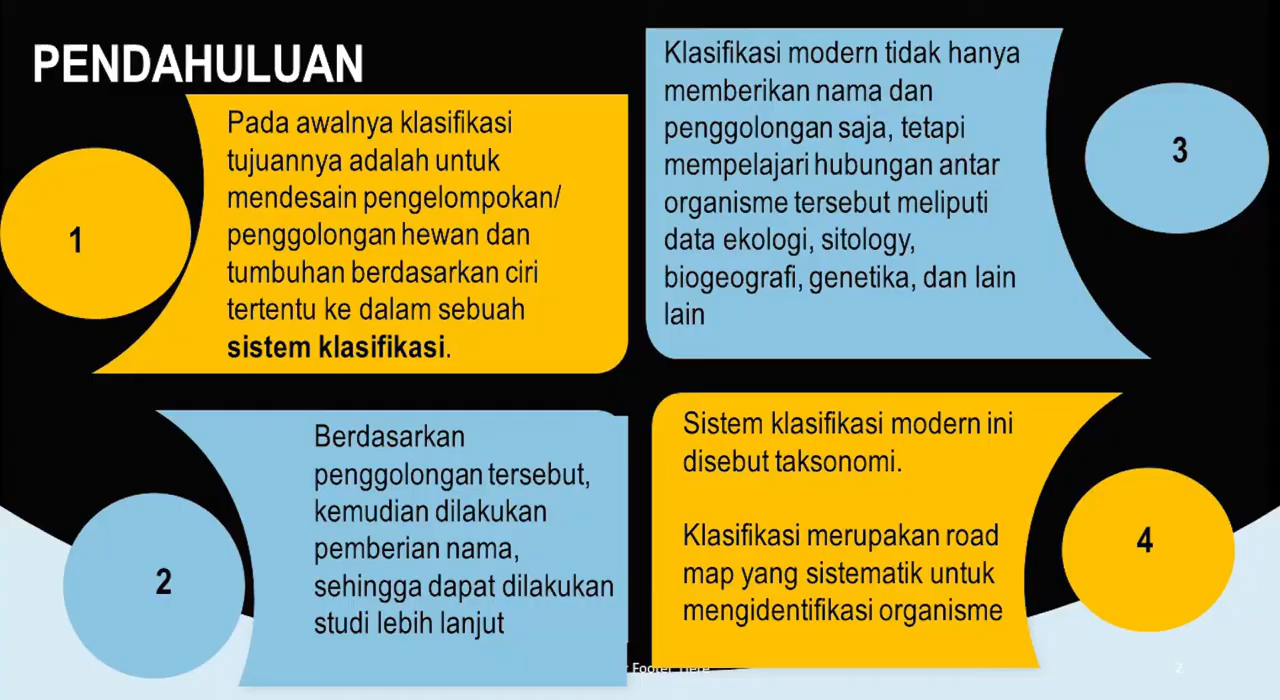 PENDAHULUAN
1
Pada awalnya klasifikasi
tujuannya adalah untuk
mendesain pengelompokan/
penggolongan hewan dan
tumbuhan berdasarkan ciri
tertentu ke dalam sebuah
sistem klasifikasi.
2
Berdasarkan
penggolongan tersebut,
kemudian dilakukan
pemberian nama,
sehingga dapat dilakukan
studi lebih lanjut
Klasifikasi modern tidak hanya
memberikan nama dan
penggolongan saja, tetapi
mempelajari hubungan antar
organisme tersebut meliputi
data ekologi, sitology,
biogeografi, genetika, dan lain
lain
3
Sistem klasifikasi modern ini
disebut taksonomi.
Klasifikasi merupakan road
map yang sistematik untuk
mengidentifikasi organisme
4
Footer Here
2